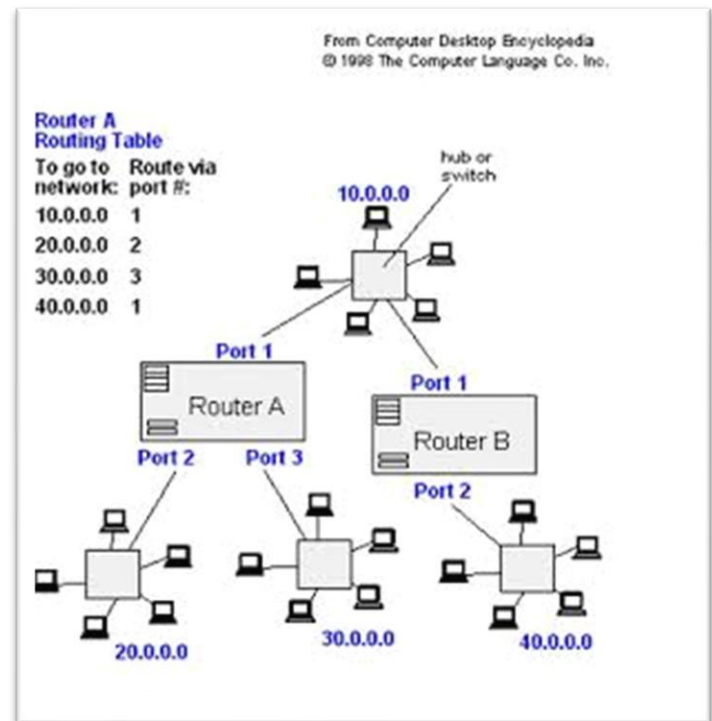 From Computer Desktop Encyclopedia
© 1998 The Computer Language Co. Inc.
Router A
Routing Table
To go to Route via
network: port #:
10.0.0.0 1
20.0.0.0 2
30.0.0.0 3
40.0.0.0 1
hub or
switch
10.0.0.0
Port 1
Router A
Port 2 Port 3
Port 1
Router B
Port 2
20.0.0.0
30.0.0.0
40.0.0.0